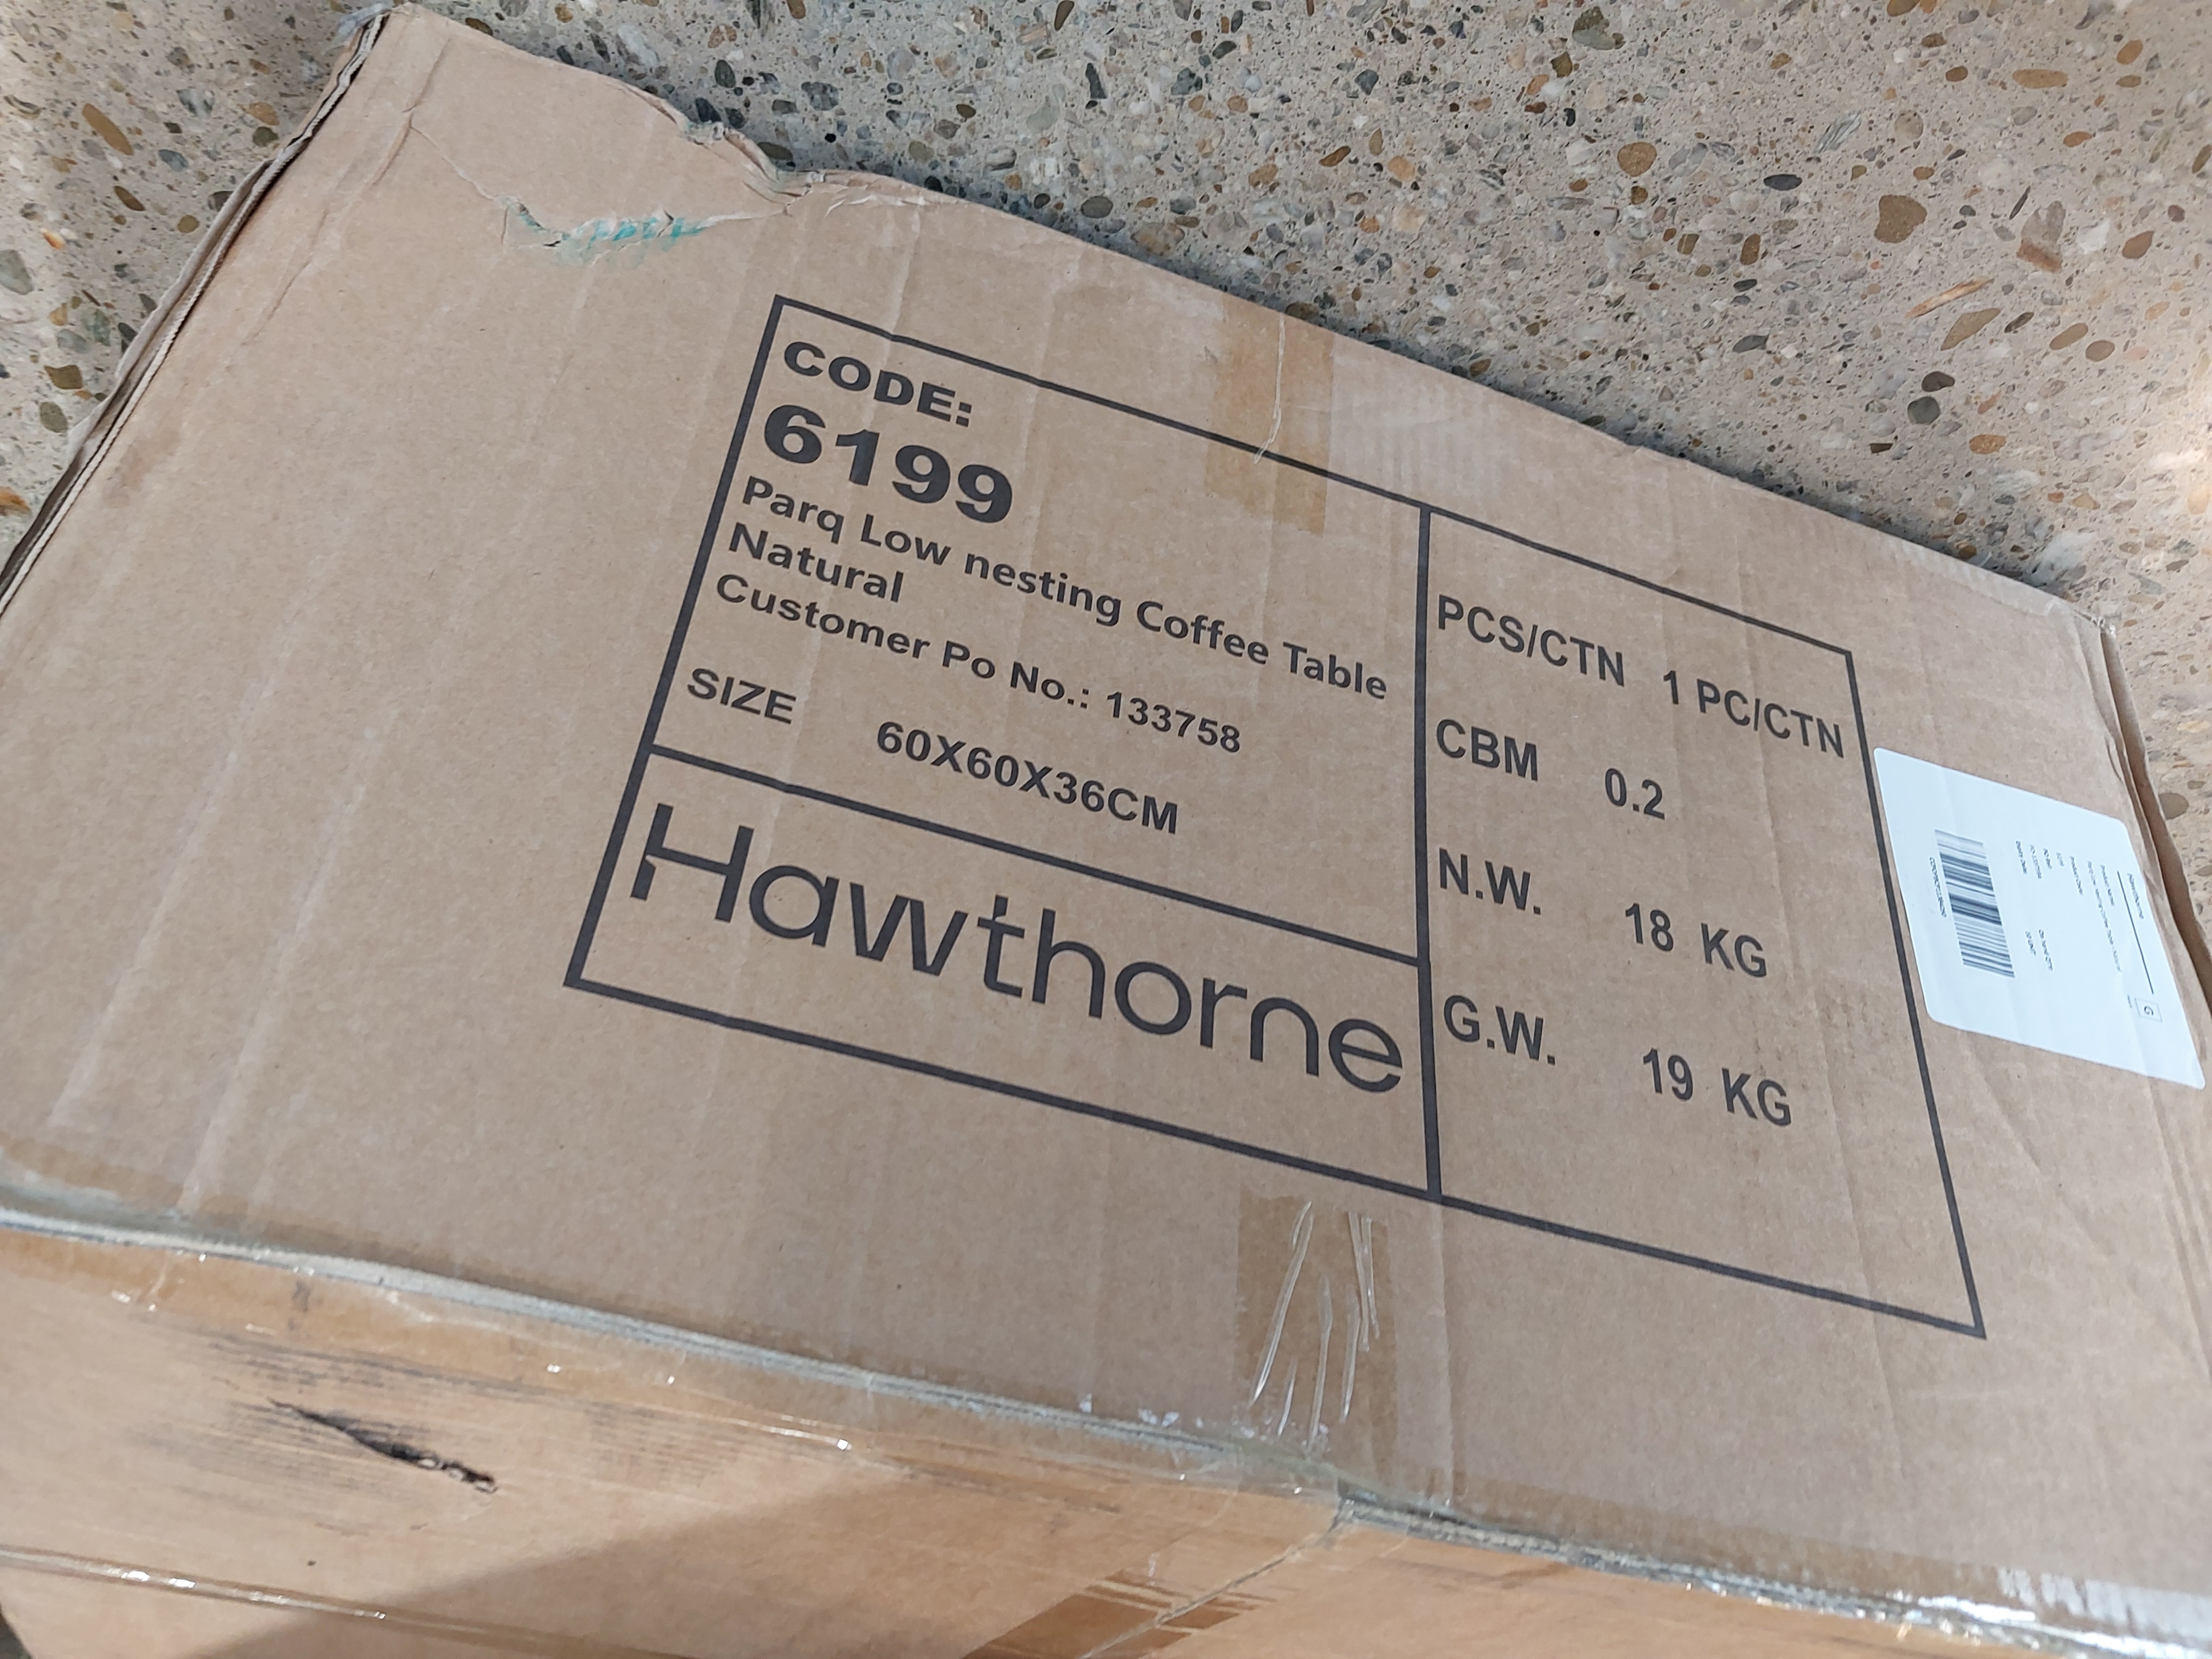 CODE:
6199
Parq Low nesting Coffee Table
Natural
Customer Po No.: 133758
SIZE 60X60X36CM
Hawthorne
PCS/CTN 1 PC/CTN
CBM 0.2
N.W. 18 KG
G.W. 19 KG
G